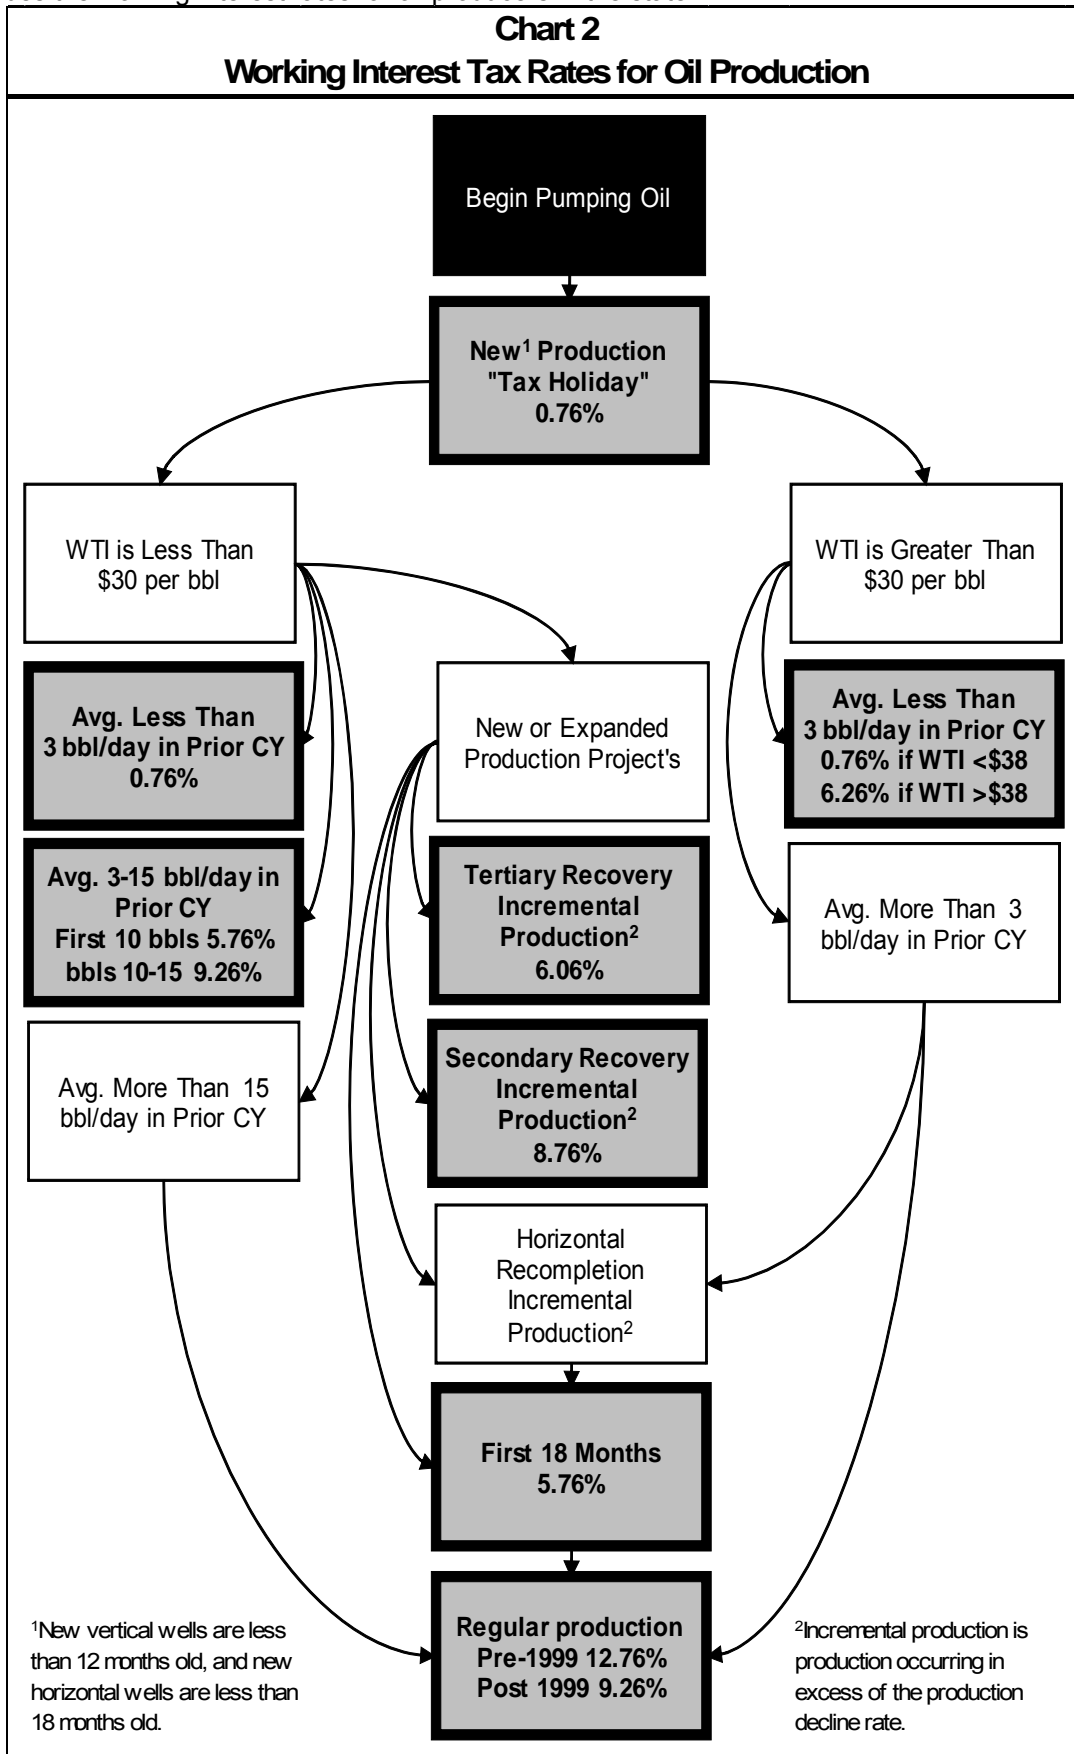 Chart 2
Working Interest Tax Rates for Oil Production
Begin Pumping Oil
New¹ Production
"Tax Holiday"
0.76%
WTI is Less Than
$30 per bbl
WTI is Greater Than
$30 per bbl
Avg. Less Than
3 bbl/day in Prior CY
0.76%
New or Expanded
Production Project's
Avg. Less Than
3 bbl/day in Prior CY
0.76% if WTI <$38
6.26% if WTI >$38
Avg. 3-15 bbl/day in
Prior CY
First 10 bbls 5.76%
bbls 10-15 9.26%
Tertiary Recovery
Incremental
Production²
6.06%
Avg. More Than 3
bbl/day in Prior CY
Avg. More Than 15
bbl/day in Prior CY
Secondary Recovery
Incremental
Production²
8.76%
Horizontal
Recompletion
Incremental
Production²
First 18 Months
5.76%
Regular production
Pre-1999 12.76%
Post 1999 9.26%
¹New vertical wells are less
than 12 months old, and new
horizontal wells are less than
18 months old.
²Incremental production is
production occurring in
excess of the production
decline rate.